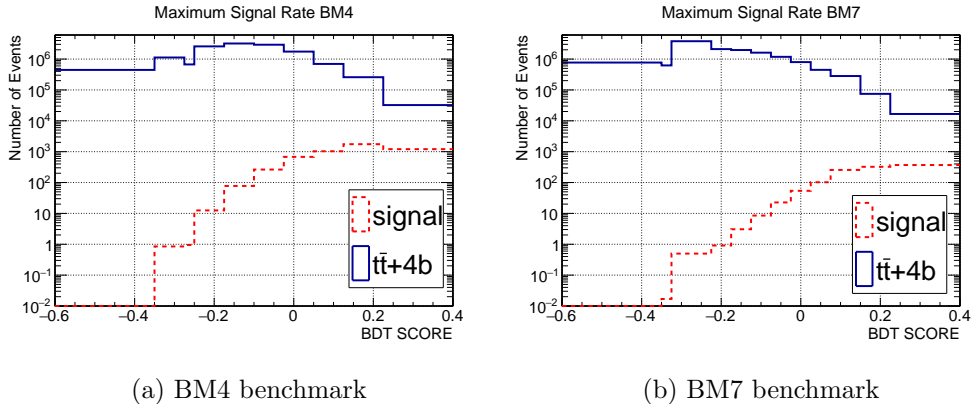 Maximum Signal Rate BM4
Number of Events
10^6
10^5
10^4
10^3
10^2
10
1
10^−1
10^−2
−0.6 −0.4 −0.2 0 0.2 0.4
BDT SCORE
signal
tt̄+4b
(a) BM4 benchmark
Maximum Signal Rate BM7
Number of Events
10^6
10^5
10^4
10^3
10^2
10
1
10^−1
10^−2
−0.6 −0.4 −0.2 0 0.2 0.4
BDT SCORE
signal
tt̄+4b
(b) BM7 benchmark